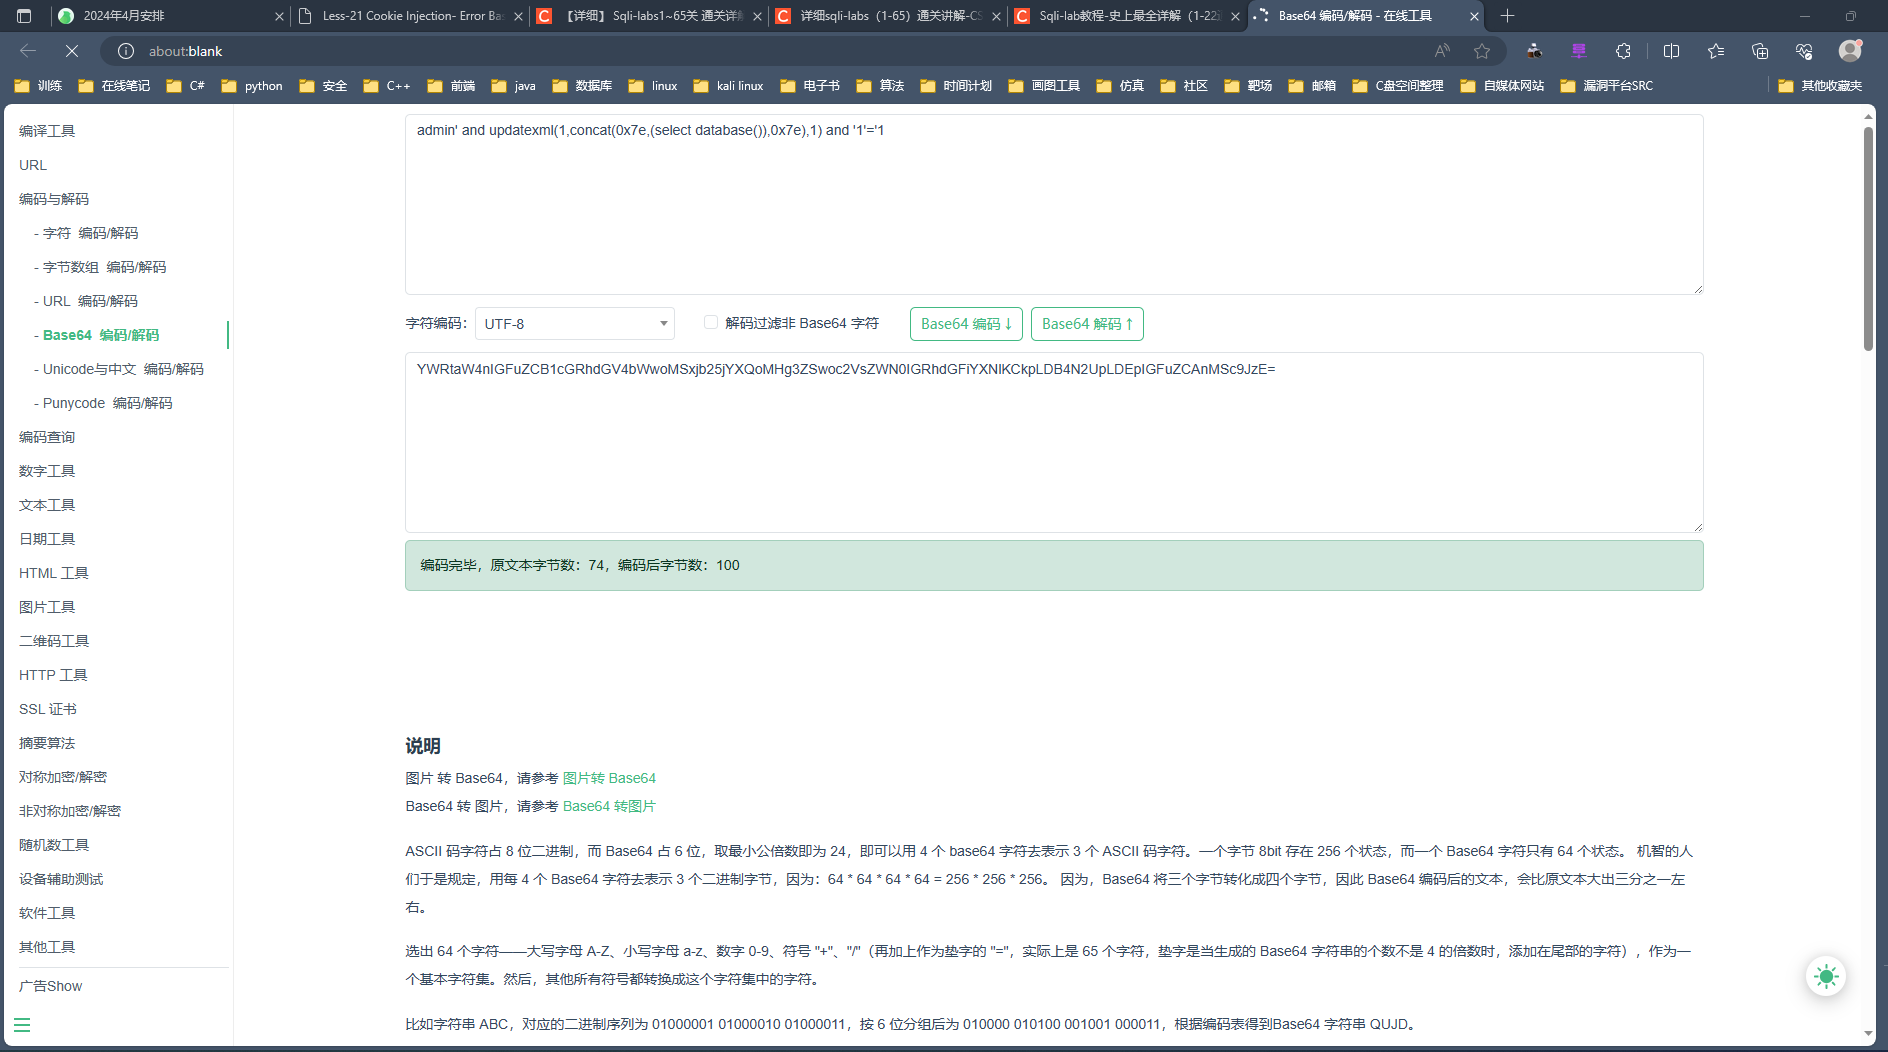 2024年4月安排
Less-21 Cookie Injection- Error Ba
【详细】 Sqli-labs1~65关 通关详解
详细sqli-labs（1-65）通关讲解-CS
Sqli-lab教程-史上最全详解（1-22通
Base64 编码/解码 - 在线工具
about:blank
训练 在线笔记 C# python 安全 C++ 前端 java 数据库 linux kali linux 电子书 算法 时间计划 画图工具 仿真 社区 靶场 邮箱 C盘空间整理 自媒体网站 漏洞平台SRC 其他收藏夹
编译工具
URL
编码与解码
- 字符 编码/解码
- 字节数组 编码/解码
- URL 编码/解码
- Base64 编码/解码
- Unicode与中文 编码/解码
- Punycode 编码/解码
编码查询
数字工具
文本工具
日期工具
HTML 工具
图片工具
二维码工具
HTTP 工具
SSL 证书
摘要算法
对称加密/解密
非对称加密/解密
随机数工具
设备辅助测试
软件工具
其他工具
广告Show
admin' and updatexml(1,concat(0x7e,(select database()),0x7e),1) and '1'='1
字符编码： UTF-8 解码过滤非 Base64 字符 Base64 编码↓ Base64 解码↑
YWRtaW4nIGFuZCB1cGRhdGV4bWwoMSxjb25jYXQoMHg3ZSwoc2VsZWN0IGRhdGFiYXNlKCkpLDB4N2UpLDEpIGFuZCAnMSc9JzE=
编码完毕，原文本字节数：74，编码后字节数：100
说明
图片 转 Base64，请参考 图片转 Base64
Base64 转 图片，请参考 Base64 转图片
ASCII 码字符占 8 位二进制，而 Base64 占 6 位，取最小公倍数即为 24，即可以用 4 个 base64 字符去表示 3 个 ASCII 码字符。一个字节 8bit 存在 256 个状态，而一个 Base64 字符只有 64 个状态。 机智的人
们于是规定，用每 4 个 Base64 字符去表示 3 个二进制字节，因为：64 * 64 * 64 * 64 = 256 * 256 * 256。 因为，Base64 将三个字节转化成四个字节，因此 Base64 编码后的文本，会比原文本大出三分之一左
右。
选出 64 个字符——大写字母 A-Z、小写字母 a-z、数字 0-9、符号 "+"、"/"（再加上作为垫字的 "="，实际上是 65 个字符，垫字是当生成的 Base64 字符串的个数不是 4 的倍数时，添加在尾部的字符），作为一
个基本字符集。然后，其他所有符号都转换成这个字符集中的字符。
比如字符串 ABC，对应的二进制序列为 01000001 01000010 01000011，按 6 位分组后为 010000 010100 001001 000011，根据编码表得到Base64 字符串 QUJD。